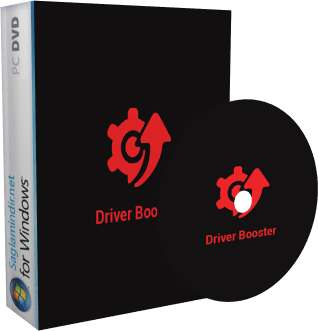 PC DVD
Saglamindir.net
for Windows
Driver Boo
Driver Booster